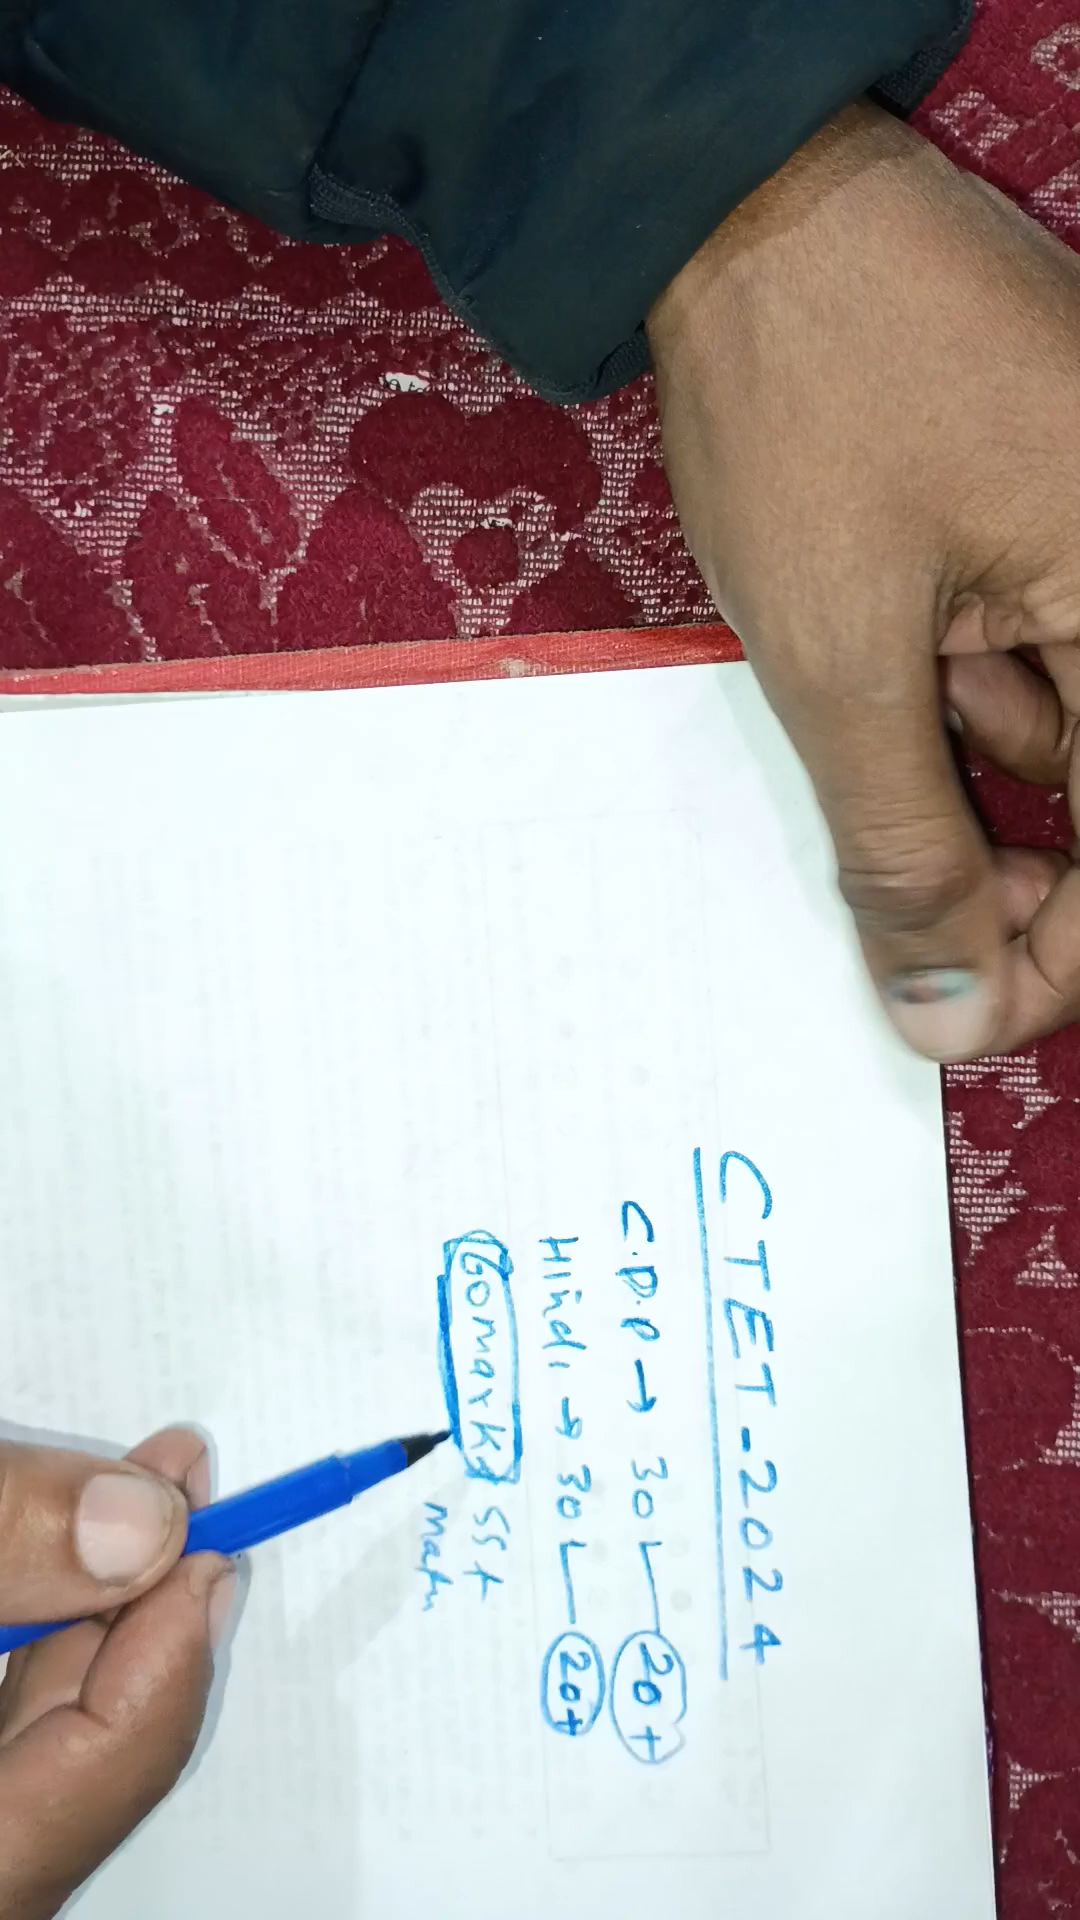 CTET-2024
C.D.P → 30 20+
Hindi → 30 20+
60 marks SST
Math